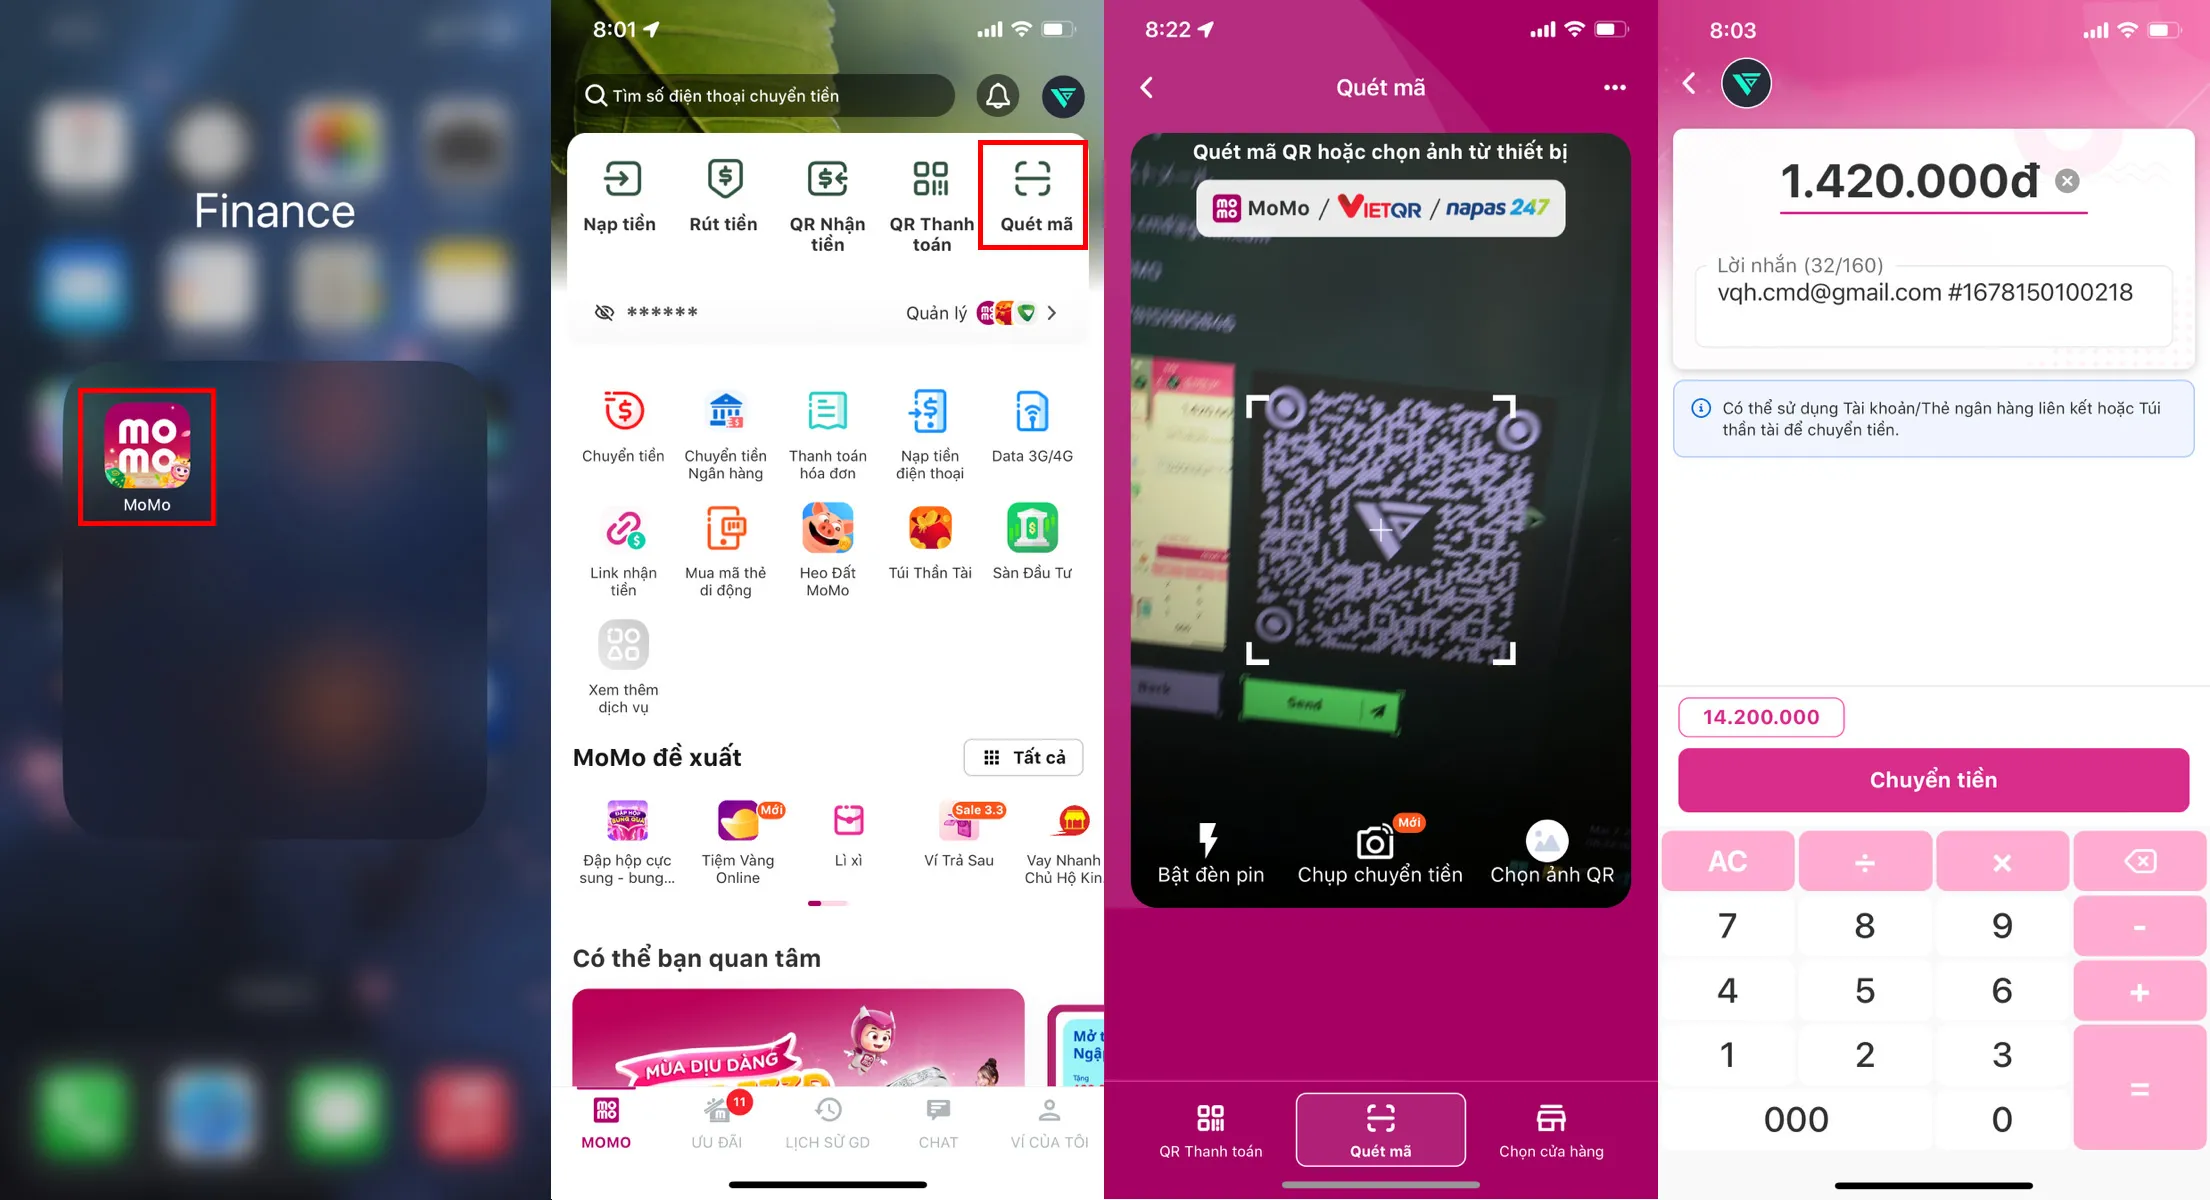 Finance
mo
mo
MoMo
8:01
Tìm số điện thoại chuyển tiền
Nạp tiền
Rút tiền
QR Nhận
tiền
QR Thanh
toán
Quét mã
******
Quản lý
Chuyển tiền
Chuyển tiền
Ngân hàng
Thanh toán
hóa đơn
Nạp tiền
điện thoại
Data 3G/4G
Link nhận
tiền
Mua mã thẻ
di động
Heo Đất
MoMo
Túi Thần Tài
Sàn Đầu Tư
Xem thêm
dịch vụ
MoMo đề xuất
Tất cả
Mới
Sale 3.3
Đập hộp cực
sung - bung...
Tiệm Vàng
Online
Lì xì
Ví Trả Sau
Vay Nhanh
Chủ Hộ Kin.
Có thể bạn quan tâm
MÙA DỊU DÀNG
Mở t
Ngập
Tặng
11
MOMO
ƯU ĐÃI
LỊCH SỬ GD
CHAT
VÍ CỦA TÔI
8:22
Quét mã
Quét mã QR hoặc chọn ảnh từ thiết bị
MoMo / VIETQR / napas 247
Back
Send
Mới
Bật đèn pin
Chụp chuyển tiền
Chọn ảnh QR
QR Thanh toán
Quét mã
Chọn cửa hàng
8:03
1.420.000đ
Lời nhắn (32/160)
vqh.cmd@gmail.com #1678150100218
Có thể sử dụng Tài khoản/Thẻ ngân hàng liên kết hoặc Túi
thần tài để chuyển tiền.
14.200.000
Chuyển tiền
AC ÷ ×
7 8 9 -
4 5 6 +
1 2 3 =
000 0